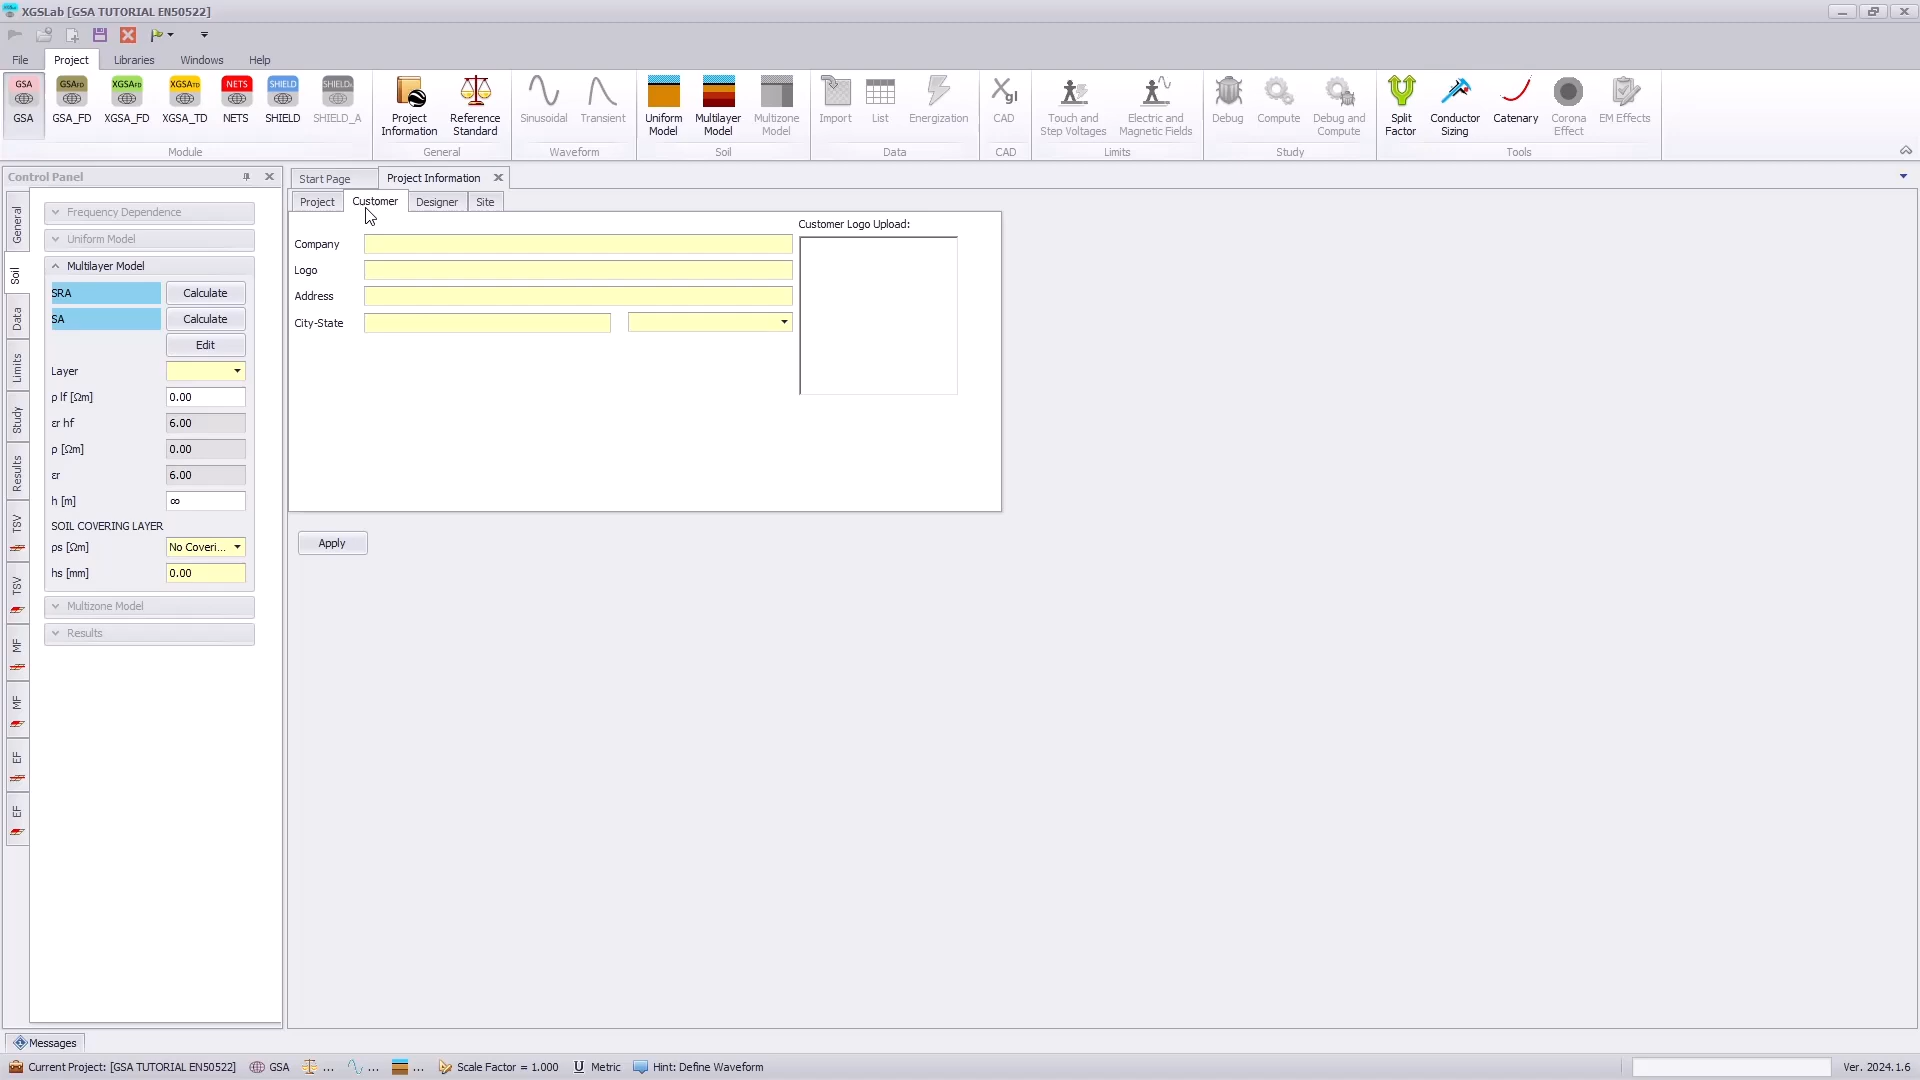 XGSLab [GSA TUTORIAL EN50522]
File Project Libraries Windows Help
GSA GSAFD XGSAFD XGSATD NETS SHIELD SHIELDA
GSA GSA_FD XGSA_FD XGSA_TD NETS SHIELD SHIELD_A
Module
Project Information
Reference Standard
General
Sinusoidal Transient
Waveform
Uniform Model
Multilayer Model
Multizone Model
Soil
Import List Energization
Data
Xgl
CAD
CAD
Touch and Step Voltages
Electric and Magnetic Fields
Limits
Debug Compute
Debug and Compute
Study
Split Factor
Conductor Sizing
Catenary
Corona Effect
EM Effects
Tools
Control Panel
General
Soil
Data
Limits
Study
Results
TSV
TSV
MF
MF
EF
EF
Frequency Dependence
Uniform Model
Multilayer Model
SRA Calculate
SA Calculate
Edit
Layer
ρ lf [Ωm] 0.00
εr hf 6.00
ρ [Ωm] 0.00
εr 6.00
h [m] ∞
SOIL COVERING LAYER
ρs [Ωm] No Coveri...
hs [mm] 0.00
Multizone Model
Results
Start Page Project Information
Project Customer Designer Site
Customer Logo Upload:
Company
Logo
Address
City-State
Apply
Messages
Current Project: [GSA TUTORIAL EN50522] GSA ... ... ... Scale Factor = 1.000 U Metric Hint: Define Waveform Ver. 2024.1.6